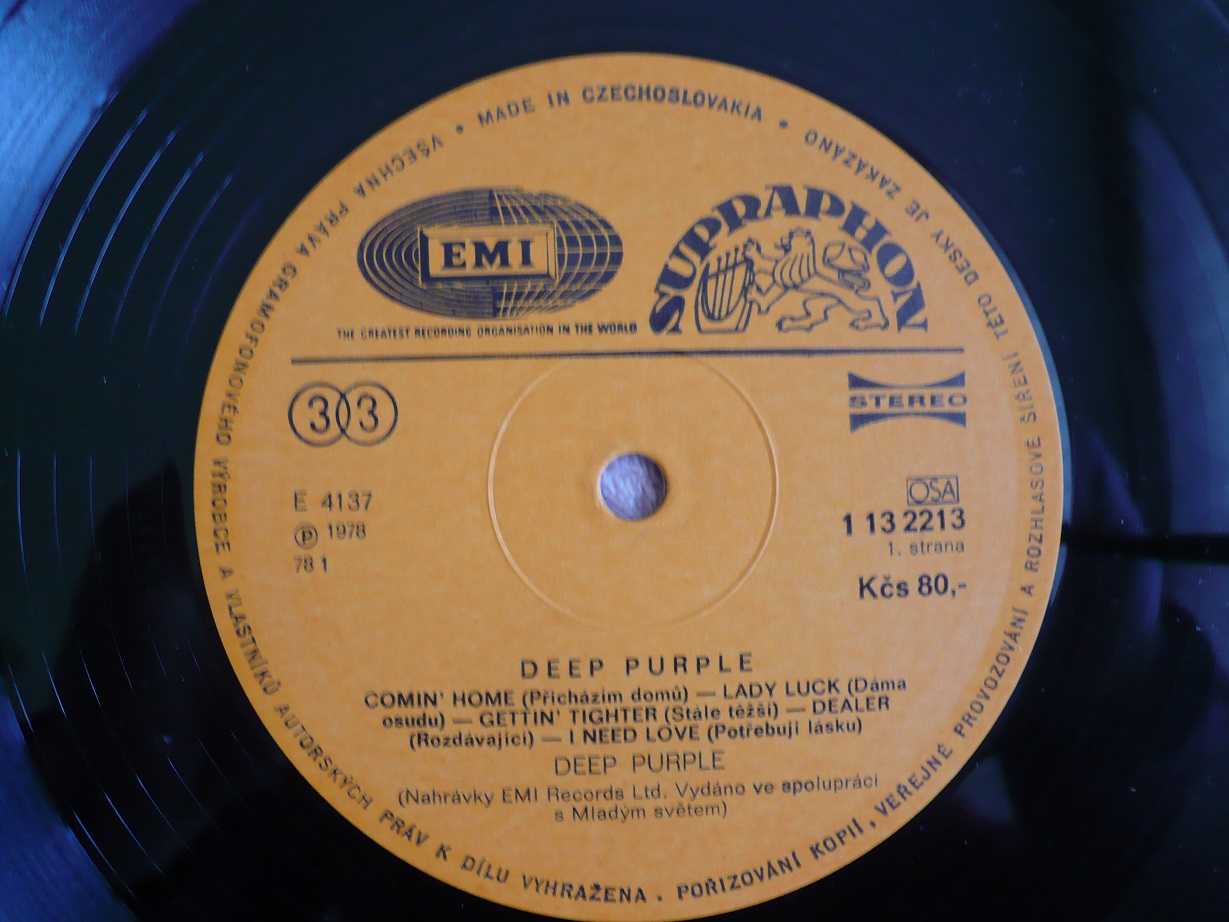 VŠECHNA PRÁVA GRAMOFONOVÉHO VÝROBCE A VLASTNÍKŮ AUTORSKÝCH PRÁV K DÍLU VYHRAŽENA . POŘIZOVÁNÍ KOPIÍ , VEŘEJNÉ PROVOZOVÁNÍ A ROZHLASOVÉ ŠÍŘENÍ TÉTO DESKY JE ZAKÁZÁNO • MADE IN CZECHOSLOVAKIA •
EMI
SUPRAPHON
THE GREATEST RECORDING ORGANISATION IN THE WORLD
33
STEREO
E 4137
℗ 1978
78 1
OSA
1 13 2213
1. strana
Kčs 80,-
DEEP PURPLE
COMIN' HOME (Přicházím domů) — LADY LUCK (Dáma
osudu) — GETTIN' TIGHTER (Stále těžší) — DEALER
(Rozdávající) — I NEED LOVE (Potřebuji lásku)
DEEP PURPLE
(Nahrávky EMI Records Ltd. Vydáno ve spolupráci
s Mladým světem)